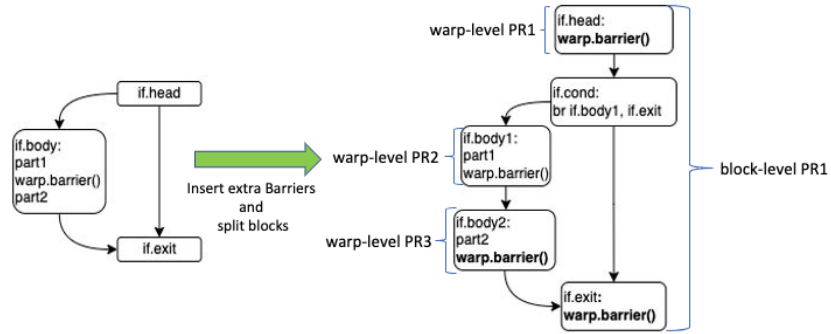 if.head
if.body:
part1
warp.barrier()
part2
if.exit
Insert extra Barriers
and
split blocks
warp-level PR1
if.head:
warp.barrier()
if.cond:
br if.body1, if.exit
warp-level PR2
if.body1:
part1
warp.barrier()
warp-level PR3
if.body2:
part2
warp.barrier()
if.exit:
warp.barrier()
block-level PR1